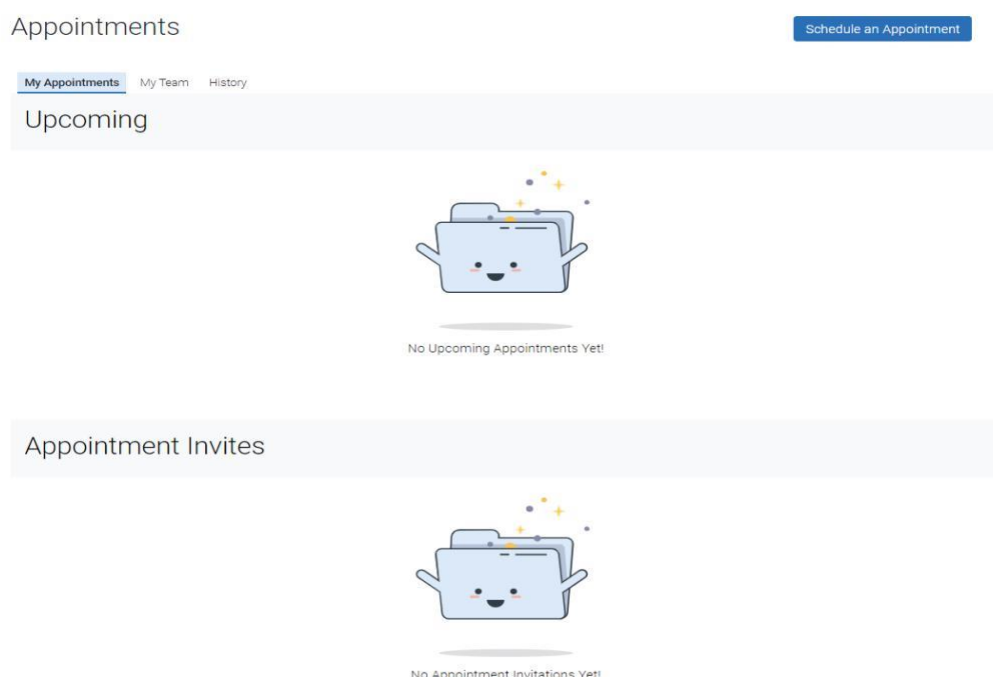 Appointments
Schedule an Appointment
My Appointments My Team History
Upcoming
No Upcoming Appointments Yet!
Appointment Invites
No Appointment Invitations Yet!